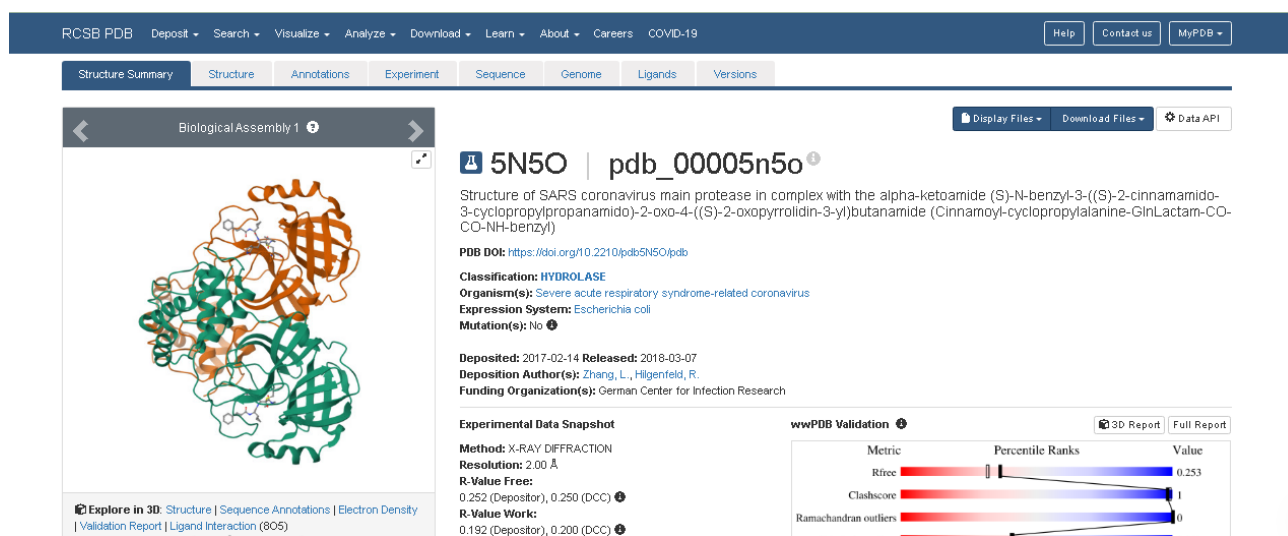 RCSB PDB Deposit Search Visualize Analyze Download Learn About Careers COVID-19 Help Contact us MyPDB
Structure Summary Structure Annotations Experiment Sequence Genome Ligands Versions
Biological Assembly 1
Display Files Download Files Data API
5N5O | pdb_00005n5o
Structure of SARS coronavirus main protease in complex with the alpha-ketoamide (S)-N-benzyl-3-((S)-2-cinnamamido-
3-cyclopropylpropanamido)-2-oxo-4-((S)-2-oxopyrrolidin-3-yl)butanamide (Cinnamoyl-cyclopropylalanine-GlnLactam-CO-
CO-NH-benzyl)
PDB DOI: https://doi.org/10.2210/pdb5N5O/pdb
Classification: HYDROLASE
Organism(s): Severe acute respiratory syndrome-related coronavirus
Expression System: Escherichia coli
Mutation(s): No
Deposited: 2017-02-14 Released: 2018-03-07
Deposition Author(s): Zhang, L., Hilgenfeld, R.
Funding Organization(s): German Center for Infection Research
Experimental Data Snapshot
Method: X-RAY DIFFRACTION
Resolution: 2.00 Å
R-Value Free:
0.252 (Depositor), 0.250 (DCC)
R-Value Work:
0.192 (Depositor), 0.200 (DCC)
wwPDB Validation 3D Report Full Report
Metric Percentile Ranks Value
Rfree 0.253
Clashscore 1
Ramachandran outliers 0
Explore in 3D: Structure | Sequence Annotations | Electron Density
| Validation Report | Ligand Interaction (8O5)